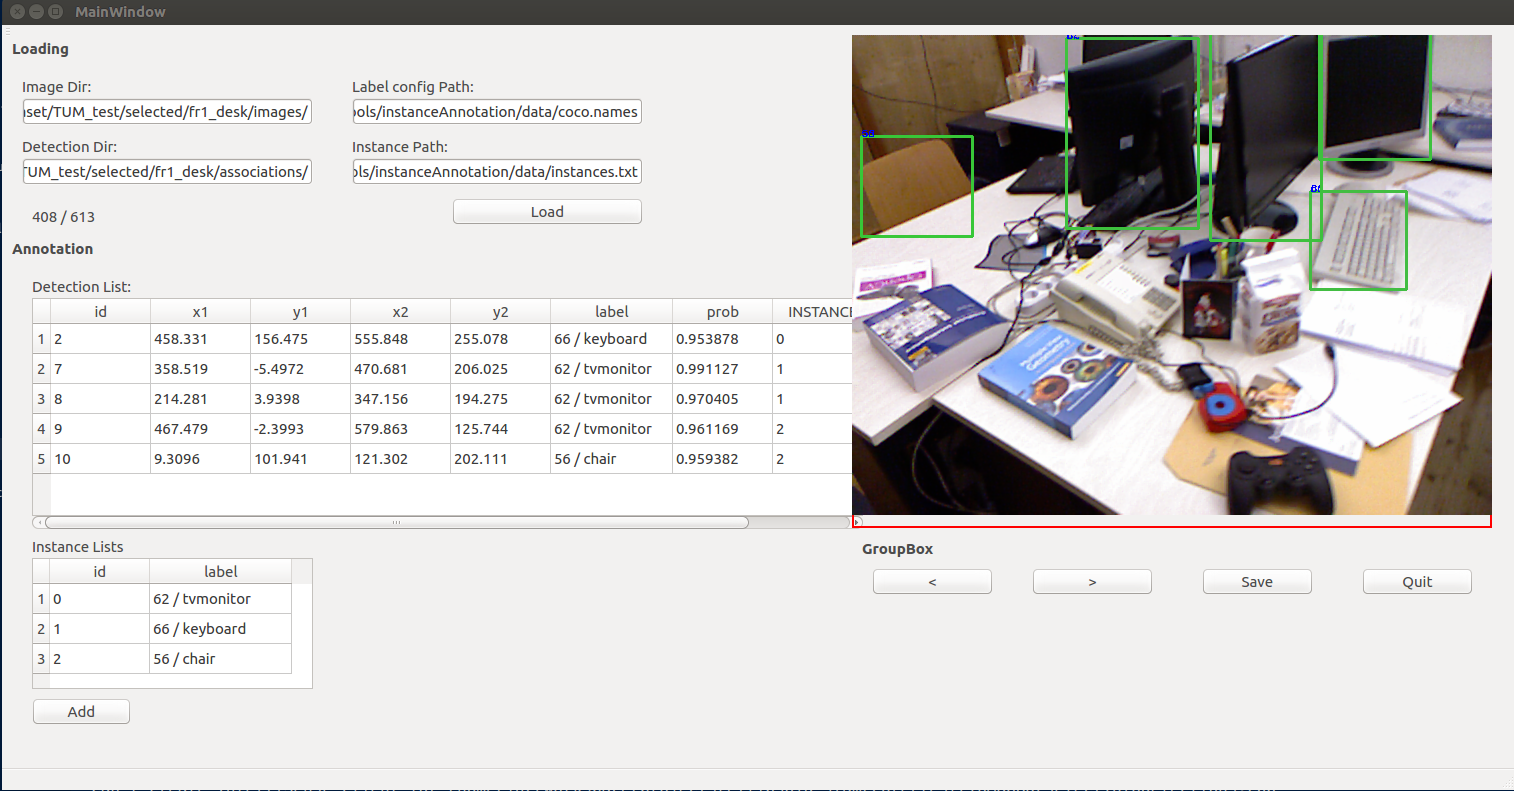 MainWindow
Loading
Image Dir:
Label config Path:
set/TUM_test/selected/fr1_desk/images/
ols/instanceAnnotation/data/coco.names
Detection Dir:
Instance Path:
TUM_test/selected/fr1_desk/associations/
ols/instanceAnnotation/data/instances.txt
408 / 613
Load
Annotation
Detection List:
id x1 y1 x2 y2 label prob INSTANCE
1 2 458.331 156.475 555.848 255.078 66 / keyboard 0.953878 0
2 7 358.519 -5.4972 470.681 206.025 62 / tvmonitor 0.991127 1
3 8 214.281 3.9398 347.156 194.275 62 / tvmonitor 0.970405 1
4 9 467.479 -2.3993 579.863 125.744 62 / tvmonitor 0.961169 2
5 10 9.3096 101.941 121.302 202.111 56 / chair 0.959382 2
Geometry
Instance Lists
id label
1 0 62 / tvmonitor
2 1 66 / keyboard
3 2 56 / chair
Add
GroupBox
< > Save Quit